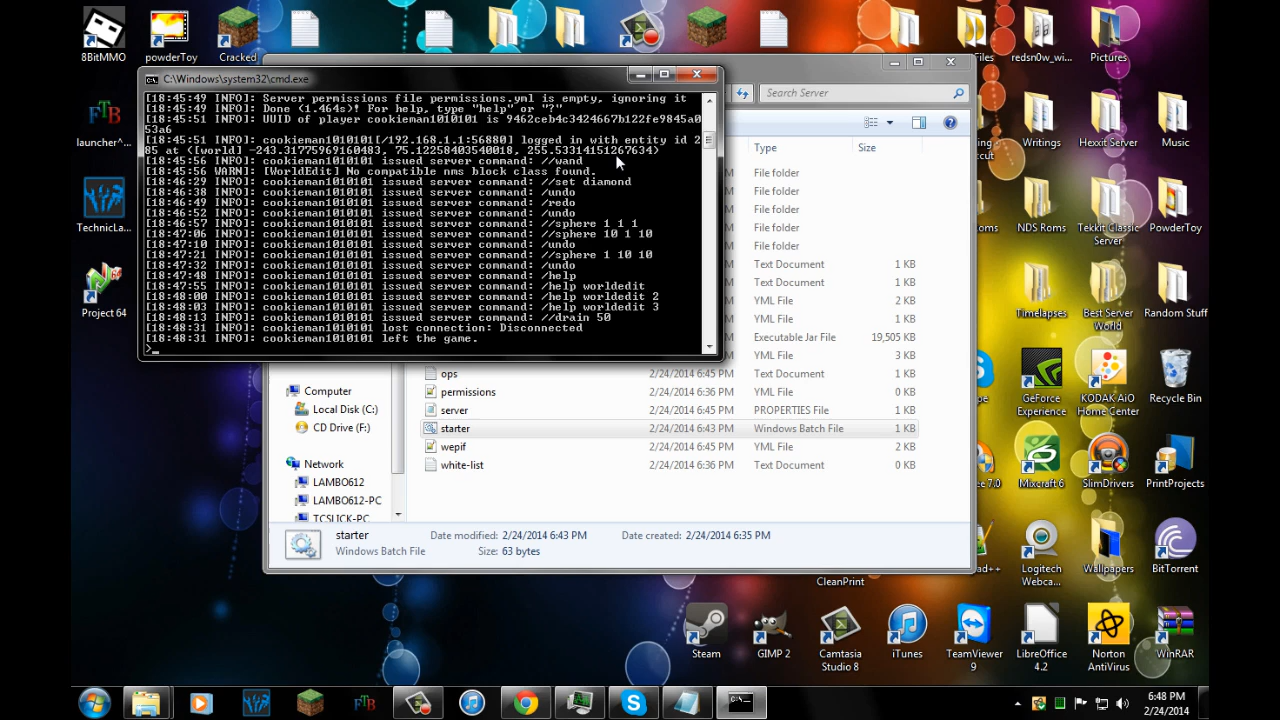 8BitMMO
powderToy
Cracked
Files
redsn0w_wi...
Pictures
C:\Windows\system32\cmd.exe
[18:45:49 INFO]: Server permissions file permissions.yml is empty, ignoring it
[18:45:49 INFO]: Done (1.464s)! For help, type "help" or "?"
[18:45:51 INFO]: UUID of player cookieman1010101 is 9462ceb4c3424667b122fe9845a0
53a6
[18:45:51 INFO]: cookieman1010101[/192.168.1.1:56880] logged in with entity id 2
85 at ([world] -243.31775969160483, 75.12258403540018, 255.53314151267634)
[18:45:56 INFO]: cookieman1010101 issued server command: //wand
[18:45:56 WARN]: [WorldEdit] No compatible nms block class found.
[18:46:29 INFO]: cookieman1010101 issued server command: //set diamond
[18:46:38 INFO]: cookieman1010101 issued server command: /undo
[18:46:49 INFO]: cookieman1010101 issued server command: /redo
[18:46:52 INFO]: cookieman1010101 issued server command: /undo
[18:46:57 INFO]: cookieman1010101 issued server command: //sphere 1 1 1
[18:47:06 INFO]: cookieman1010101 issued server command: //sphere 10 1 10
[18:47:10 INFO]: cookieman1010101 issued server command: /undo
[18:47:21 INFO]: cookieman1010101 issued server command: //sphere 1 10 10
[18:47:32 INFO]: cookieman1010101 issued server command: /undo
[18:47:48 INFO]: cookieman1010101 issued server command: /help
[18:47:55 INFO]: cookieman1010101 issued server command: /help worldedit
[18:48:00 INFO]: cookieman1010101 issued server command: /help worldedit 2
[18:48:03 INFO]: cookieman1010101 issued server command: /help worldedit 3
[18:48:13 INFO]: cookieman1010101 issued server command: //drain 50
[18:48:31 INFO]: cookieman1010101 lost connection: Disconnected
[18:48:31 INFO]: cookieman1010101 left the game.
>_
Search Server
Type
Size
File folder
File folder
File folder
File folder
File folder
Text Document 1 KB
Text Document 1 KB
YML File 2 KB
YML File 1 KB
Executable Jar File 19,505 KB
YML File 3 KB
ops 2/24/2014 6:45 PM Text Document 1 KB
permissions 2/24/2014 6:36 PM YML File 0 KB
server 2/24/2014 6:45 PM PROPERTIES File 1 KB
starter 2/24/2014 6:43 PM Windows Batch File 1 KB
wepif 2/24/2014 6:45 PM YML File 2 KB
white-list 2/24/2014 6:36 PM Text Document 0 KB
Computer
Local Disk (C:)
CD Drive (F:)
Network
LAMBO612
LAMBO612-PC
TCSLICK-PC
starter
Windows Batch File
Date modified: 2/24/2014 6:43 PM
Size: 63 bytes
Date created: 2/24/2014 6:35 PM
FTB
launcher^...
TechnicLa...
Project 64
Writings
Hexxit Server
Music
NDS Roms
Tekkit Classic
Server
PowderToy
Timelapses
Best Server
World
Random Stuff
GeForce
Experience
KODAK AiO
Home Center
Recycle Bin
Mixcraft 6
SlimDrivers
PrintProjects
Logitech
Webca...
Wallpapers
BitTorrent
CleanPrint
Steam
GIMP 2
Camtasia
Studio 8
iTunes
TeamViewer
9
LibreOffice
4.2
Norton
AntiVirus
WinRAR
FTB
6:48 PM
2/24/2014